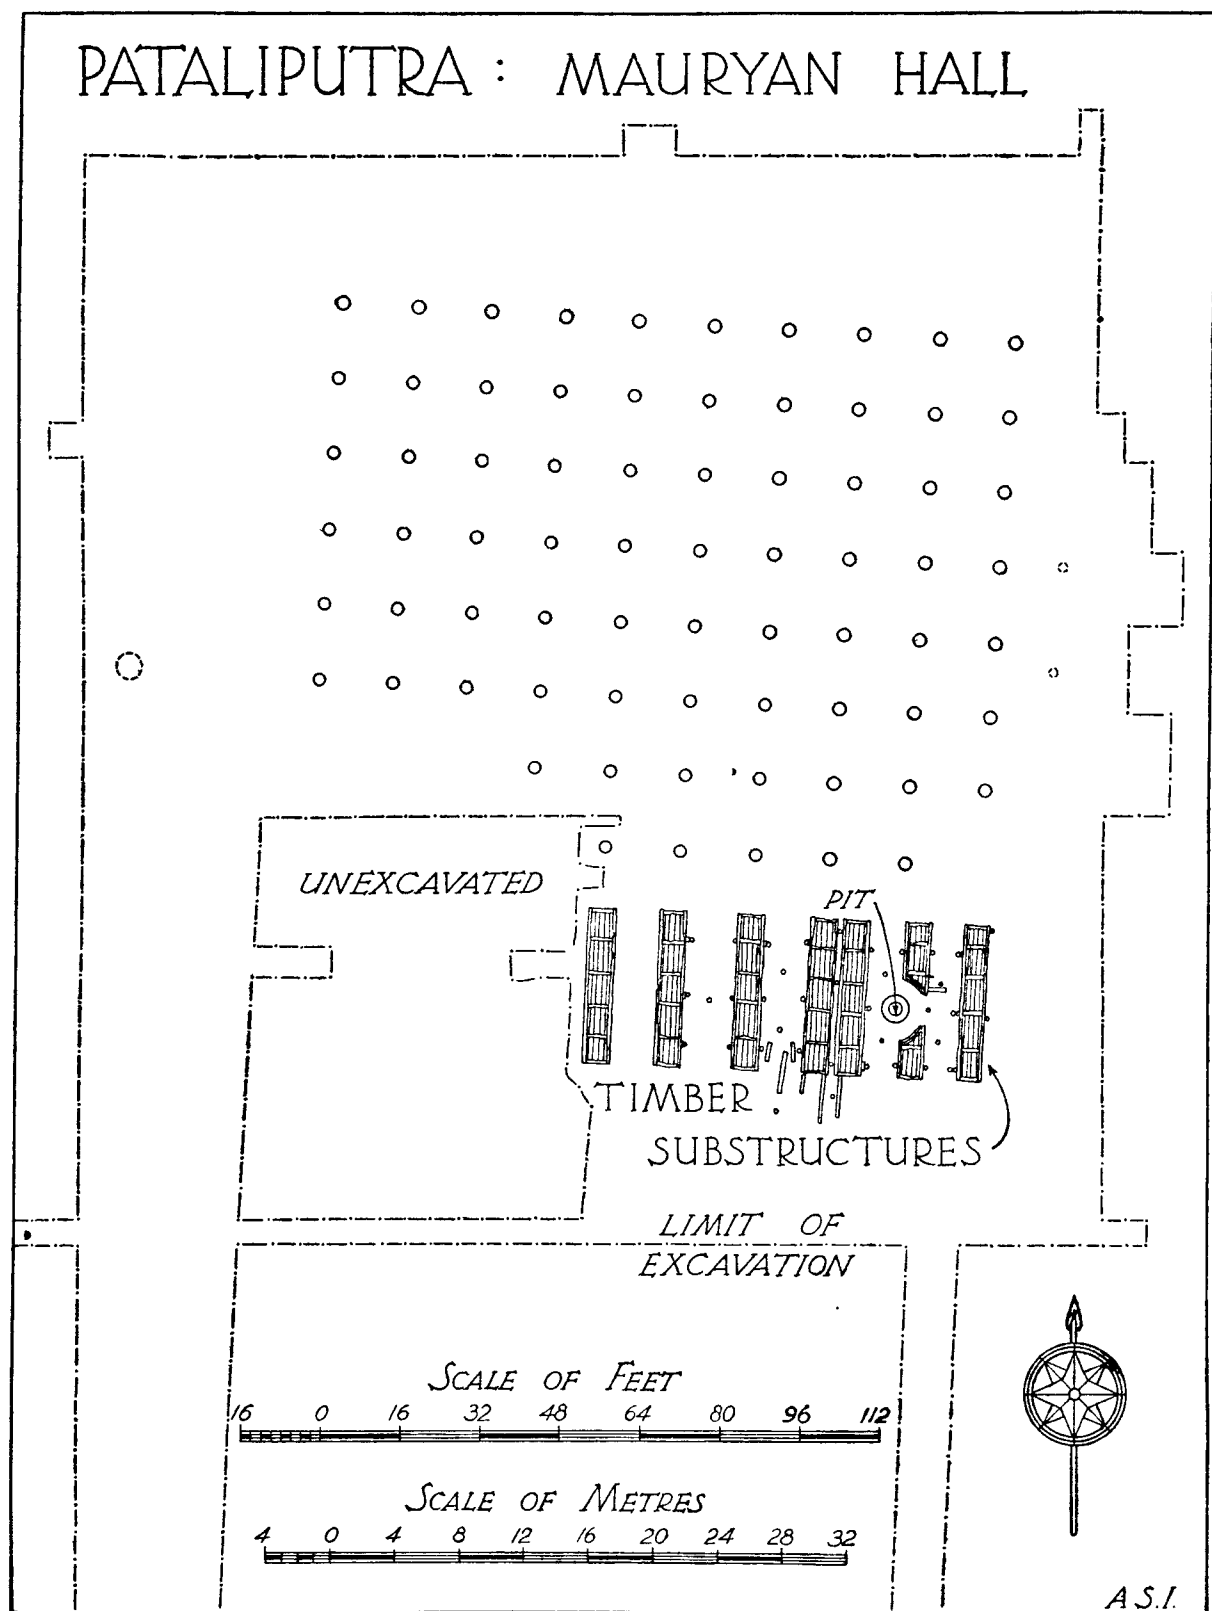 PATALIPUTRA : MAURYAN HALL
UNEXCAVATED
PIT
TIMBER
SUBSTRUCTURES
LIMIT OF
EXCAVATION
SCALE OF FEET
16 0 16 32 48 64 80 96 112
SCALE OF METRES
4 0 4 8 12 16 20 24 28 32
A.S.I.